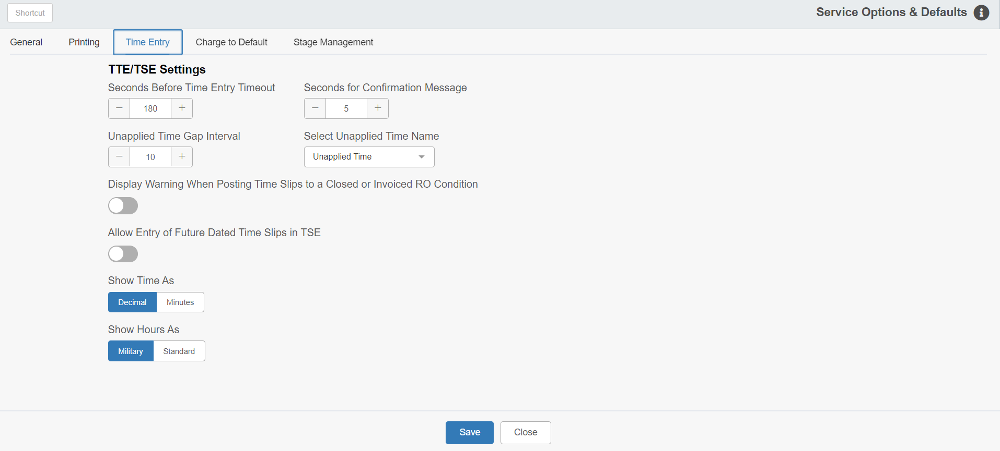 Shortcut
Service Options & Defaults
General Printing Time Entry Charge to Default Stage Management
TTE/TSE Settings
Seconds Before Time Entry Timeout Seconds for Confirmation Message
− 180 + − 5 +
Unapplied Time Gap Interval Select Unapplied Time Name
− 10 + Unapplied Time
Display Warning When Posting Time Slips to a Closed or Invoiced RO Condition
Allow Entry of Future Dated Time Slips in TSE
Show Time As
Decimal Minutes
Show Hours As
Military Standard
Save Close